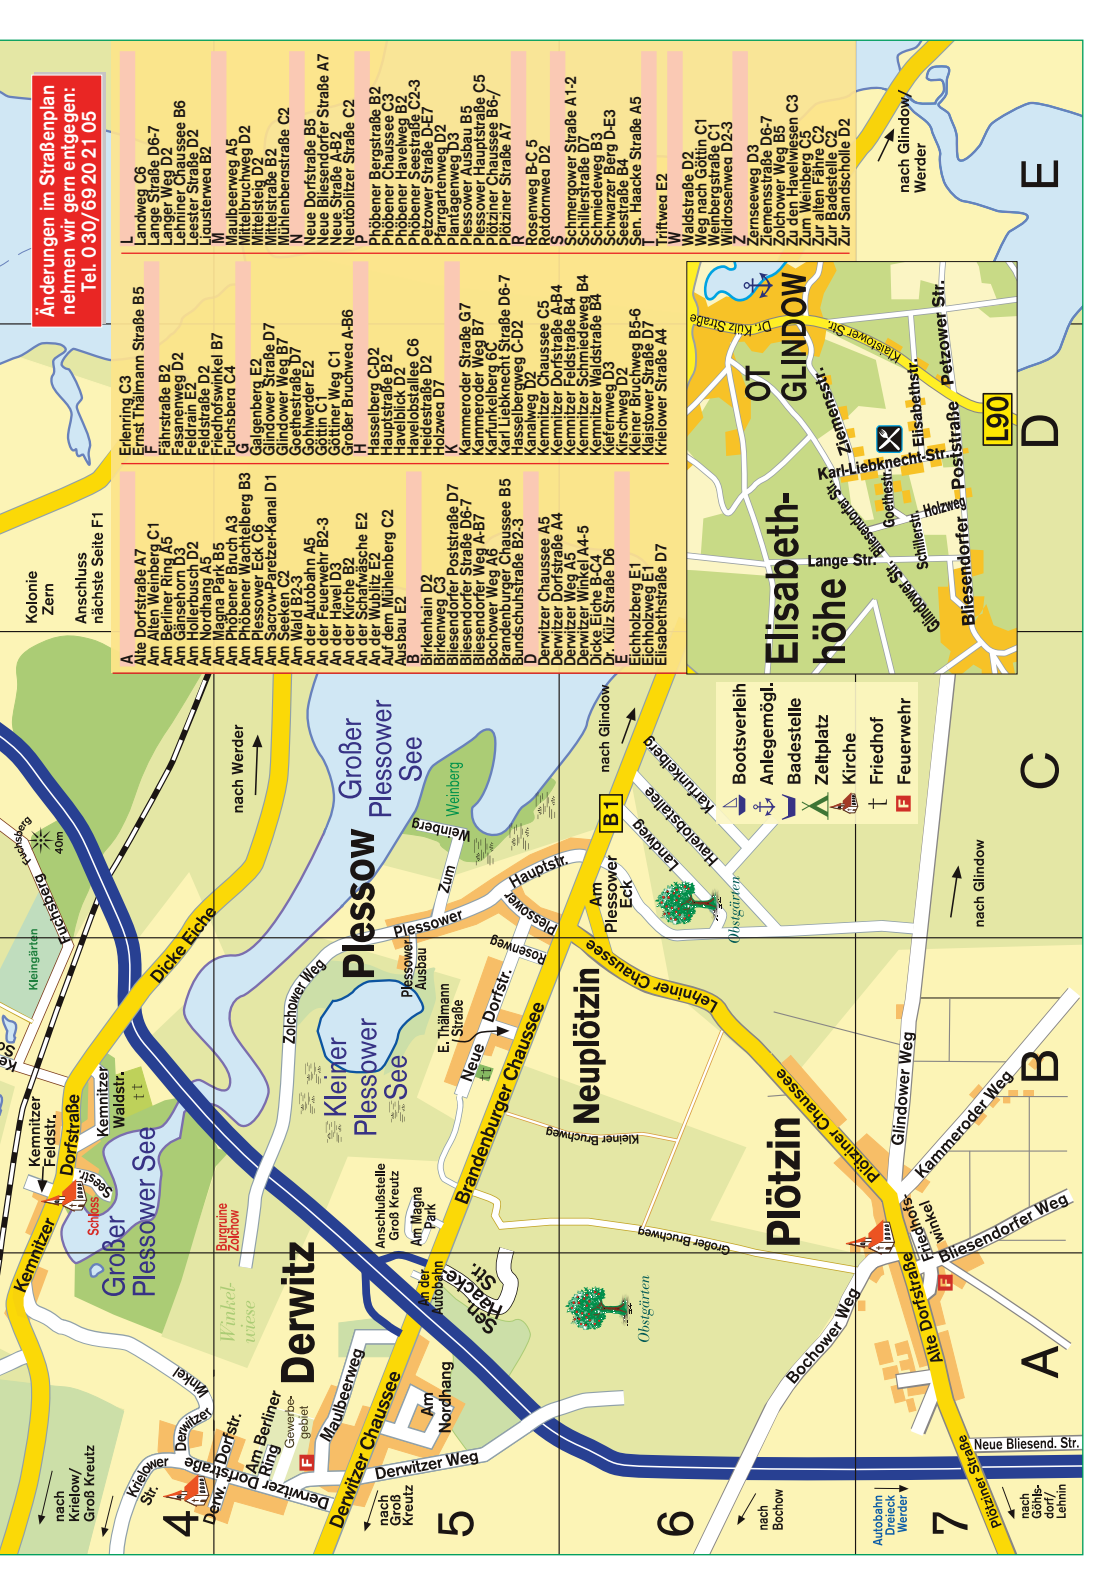 Änderungen im Straßenplan
nehmen wir gern entgegen:
Tel. 0 30/69 20 21 05
A
Alte Dorfstraße A7
Am Alten Weinberg C1
Am Berliner Ring A5
Am Gänsehorn D3
Am Hollerbusch D2
Am Nordhang A5
Am Magna Park B5
Am Phöbener Bruch A3
Am Phöbener Wachtelberg B3
Am Plessower Eck C6
Am Sacrow-Paretzer-Kanal D1
Am Seeken C2
Am Wald B2-3
An der Autobahn A5
An der Feuerwehr B2-3
An der Havel D3
An der Kirche B2
An der Schafwäsche E2
An der Wublitz E2
Auf dem Mühlenberg C2
Ausbau E2
B
Birkenhain D2
Birkenweg C3
Bliesendorfer Poststraße D7
Bliesendorfer Straße D6-7
Bliesendorfer Weg A-B7
Bochower Weg A6
Brandenburger Chaussee B5
Bundschuhstraße B2-3
D
Derwitzer Chaussee A5
Derwitzer Dorfstraße A4
Derwitzer Weg A5
Derwitzer Winkel A4-5
Dicke Eiche B-C4
Dr. Külz Straße D6
E
Eichholzberg E1
Eichholzweg E1
Elisabethstraße D7
Erlenring C3
Ernst Thälmann Straße B5
F
Fährstraße B2
Fasanenweg D2
Feldrain E2
Feldstraße D2
Friedhofswinkel B7
Fuchsberg C4
G
Galgenberg E2
Glindower Straße D7
Glindower Weg B7
Goethestraße D7
Gothwerder E2
Göttin C1
Göttiner Weg C1
Großer Bruchweg A-B6
H
Hasselberg C-D2
Hauptstraße B2
Havelblick D2
Havelobstallee C6
Heidestraße D2
Holzweg D7
K
Kammeroder Straße G7
Kammeroder Weg B7
Karfunkelberg 6C
Karl Liebknecht Straße D6-7
Hasselbergweg C-D2
Kanalweg D2
Kemnitzer Chaussee C5
Kemnitzer Dorfstraße A-B4
Kemnitzer Feldstraße B4
Kemnitzer Schmiedeweg B4
Kemnitzer Waldstraße B4
Kiefernweg D3
Kirschweg D2
Kleiner Bruchweg B5-6
Klaistower Straße D7
Krielower Straße A4
L
Landweg C6
Lange Straße D6-7
Langer Weg D2
Lehniner Chaussee B6
Leester Straße D2
Ligusterweg B2
M
Maulberweg A5
Mittelbruchweg D2
Mittelsteig D2
Mittelstraße B2
Mühlenbergstraße C2
N
Neue Dorfstraße B5
Neue Bliesendorfer Straße A7
Neue Straße A-B2
Neutöplitzer Straße C2
P
Phöbener Bergstraße B2
Phöbener Chaussee C3
Phöbener Havelweg B2
Phöbener Seestraße C2-3
Petzower Straße D-E7
Pfarrgartenweg D2
Plantagenweg D3
Plessower Ausbau B5
Plessower Hauptstraße C5
Plötziner Chaussee B6-/
Plötziner Straße A7
R
Rosenweg B-C 5
Rotdornweg D2
S
Schmergower Straße A1-2
Schillerstraße D7
Schmiedeweg B3
Schwarzer Berg D-E3
Seestraße B4
Sen. Haacke Straße A5
T
Triftweg E2
W
Waldstraße D2
Weg nach Göttin C1
Weinbergstraße C1
Wildrosenweg D2-3
Z
Zernseeweg D3
Ziemensstraße D6-7
Zolchower Weg B5
Zu den Havelwiesen C3
Zum Weinberg C5
Zur alten Fähre C2
Zur Badestelle C2
Zur Sandscholle D2
Kolonie
Zern
Anschluss
nächste Seite F1
nach Glindow/
Werder
E
D
C
B
A
4
5
6
7
OT
GLINDOW
Elisabeth-
höhe
Dr. Külz Straße
Klaistower Str.
Ziemensstr.
Elisabethstr.
Petzower Str.
Karl-Liebknecht-Str.
Poststraße
Bliesendorfer
Bliesendorfer Str.
Goethestr.
Schillerstr.
Holzweg
Lange Str.
Glindower Str.
L90
Bootsverleih
Anlegemögl.
Badestelle
Zeltplatz
Kirche
Friedhof
F Feuerwehr
nach Werder
nach Glindow
nach Glindow
Großer
Plessower
See
Weinberg
Weinberg
Zum
Plessow
Plessower
Hauptstr.
Plessower
Rosenweg
Plessower
Ausbau
B1
Am
Plessower
Eck
Karfunkelberg
Havelobstallee
Landweg
Obstgärten
Fuchsberg
40m
Fuchsberg
Kleingärten
Dicke Eiche
Zolchower Weg
Kleiner
Plessower
See
E. Thälmann
Straße
Neue Dorfstr.
Brandenburger Chaussee
Neuplötzin
Lehniner Chaussee
Plötziner Chaussee
Kleiner Bruchweg
Großer Bruchweg
Plötzin
Glindower Weg
Kammeroder Weg
Friedhofs-
winkel
Bliesendorfer Weg
Alte Dorfstraße
F
Bochower Weg
Plötziner Straße
Neue Bliesend. Str.
Kemnitzer
Waldstr.
Kemnitzer
Feldstr.
Dorfstraße
Kemnitzer
Seestr.
Schloss
Großer
Plessower See
Burgruine
Zolchow
Winkel-
wiese
Anschlußstelle
Groß Kreutz
Am Magna
Park
An der
Autobahn
Sen.
Haacke
Str.
Obstgärten
Derwitz
Maulbeerweg
Derwitzer Chaussee
Am
Nordhang
Derwitzer Weg
Gewerbe-
gebiet
Am Berliner
Ring
F
Derwitzer Dorfstraße
Derw. Dorfstr.
Derwitzer
Winkel
Krielower
Str.
nach
Krielow/
Groß Kreutz
nach
Groß
Kreutz
nach
Bochow
Autobahn
Dreieck
Werder
nach
Göhls-
dorf/
Lehnin